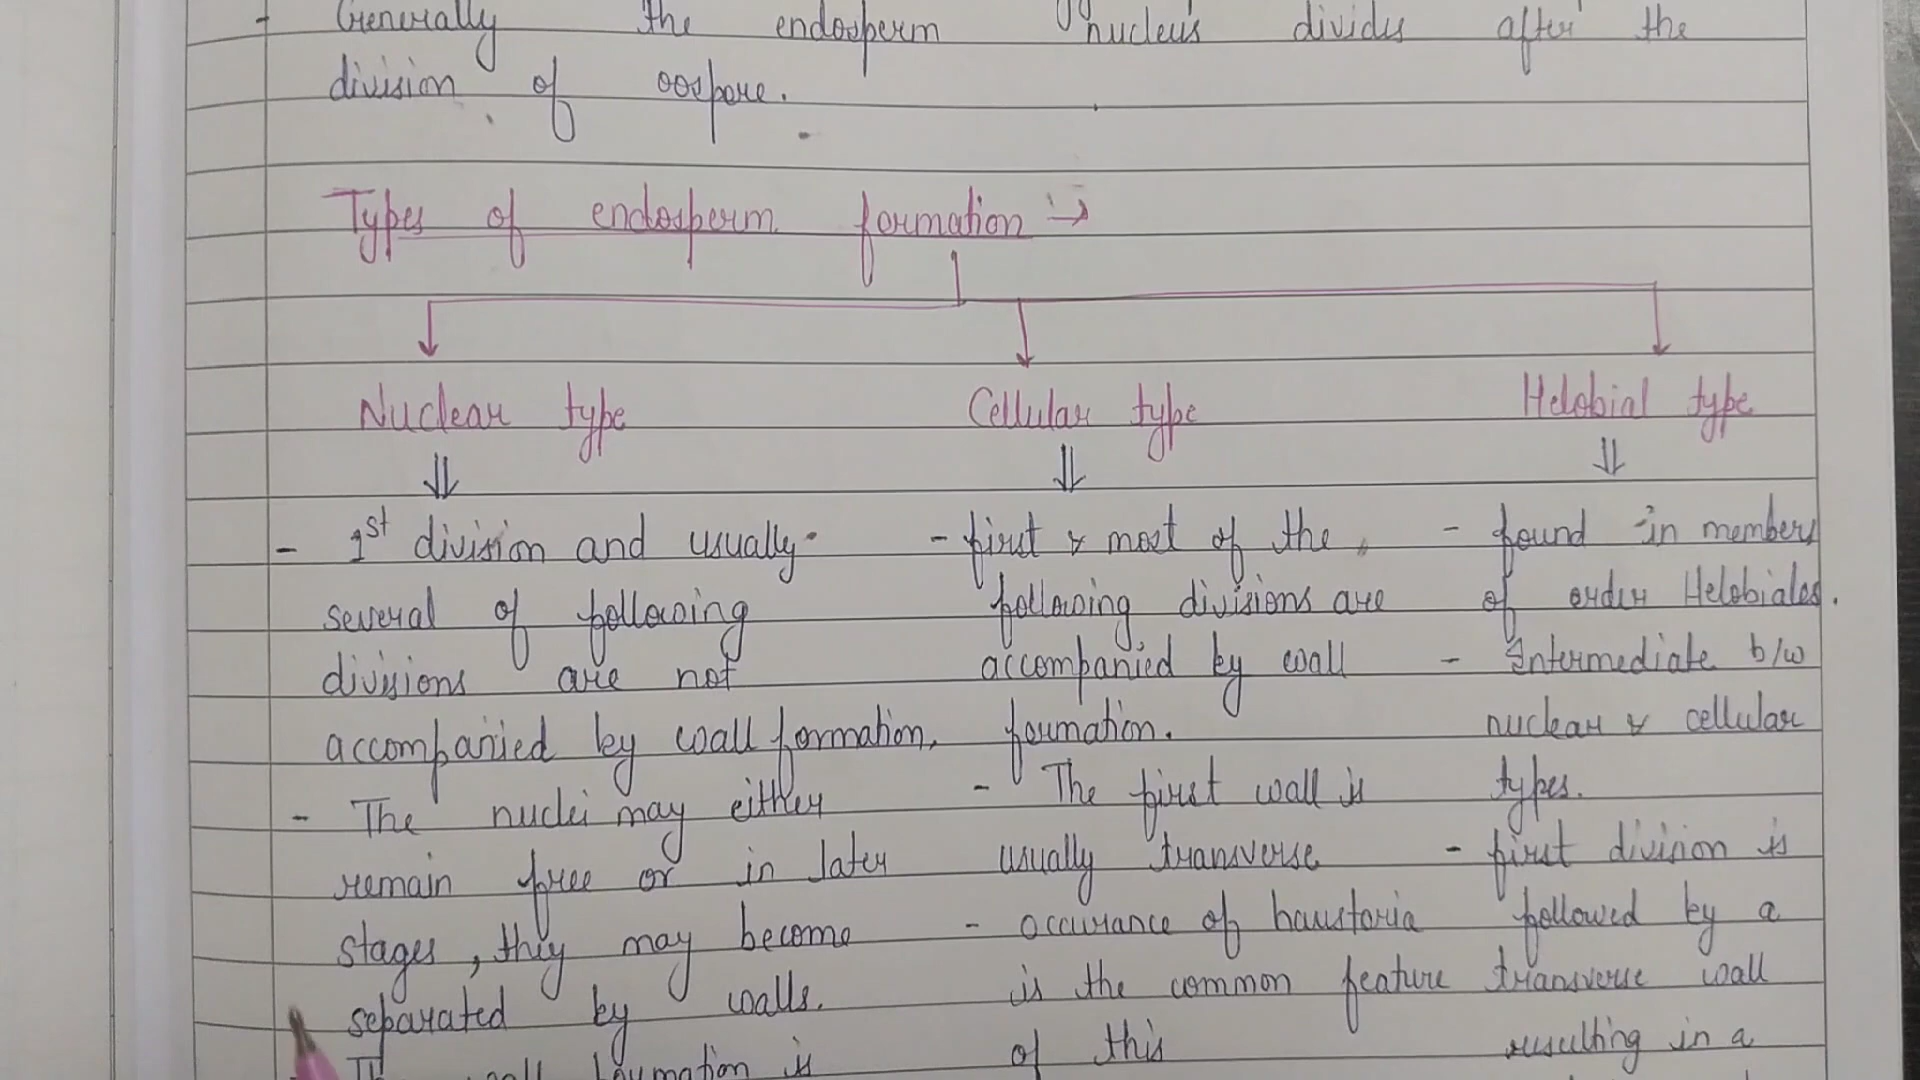 - Generally the endosperm nucleus divides after the
division of oospore.
Types of endosperm formation :→
Nuclear type
- 1st division and usually
several of following
divisions are not
accompanied by wall formation.
- The nuclei may either
remain free or in later
stages, they may become
separated by walls.
formation is
Cellular type
- first & most of the
following divisions are
accompanied by wall
formation.
- The first wall is
usually transverse
- occurance of haustoria
is the common feature
of this
Helobial type
- found in members
of order Helobiales.
- Intermediate b/w
nuclear & cellular
types.
- first division is
followed by a
transverse wall
resulting in a